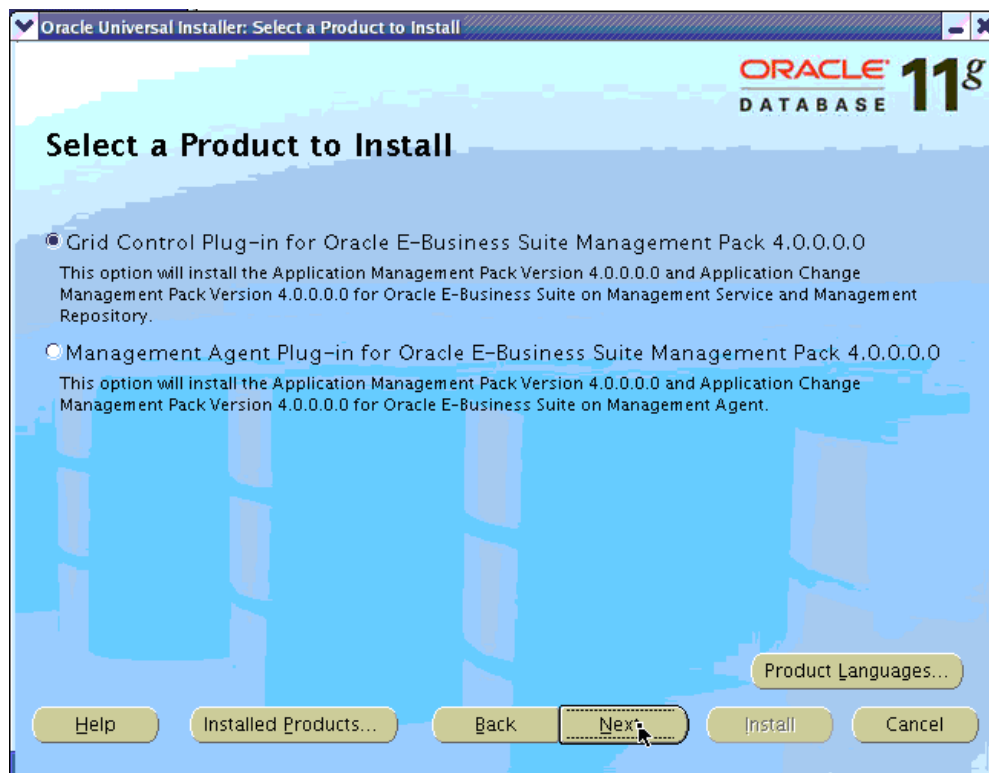 Oracle Universal Installer: Select a Product to Install
ORACLE 11g
DATABASE
Select a Product to Install
Grid Control Plug-in for Oracle E-Business Suite Management Pack 4.0.0.0.0
This option will install the Application Management Pack Version 4.0.0.0.0 and Application Change
Management Pack Version 4.0.0.0.0 for Oracle E-Business Suite on Management Service and Management
Repository.
Management Agent Plug-in for Oracle E-Business Suite Management Pack 4.0.0.0.0
This option will install the Application Management Pack Version 4.0.0.0.0 and Application Change
Management Pack Version 4.0.0.0.0 for Oracle E-Business Suite on Management Agent.
Product Languages...
Help Installed Products... Back Next Install Cancel